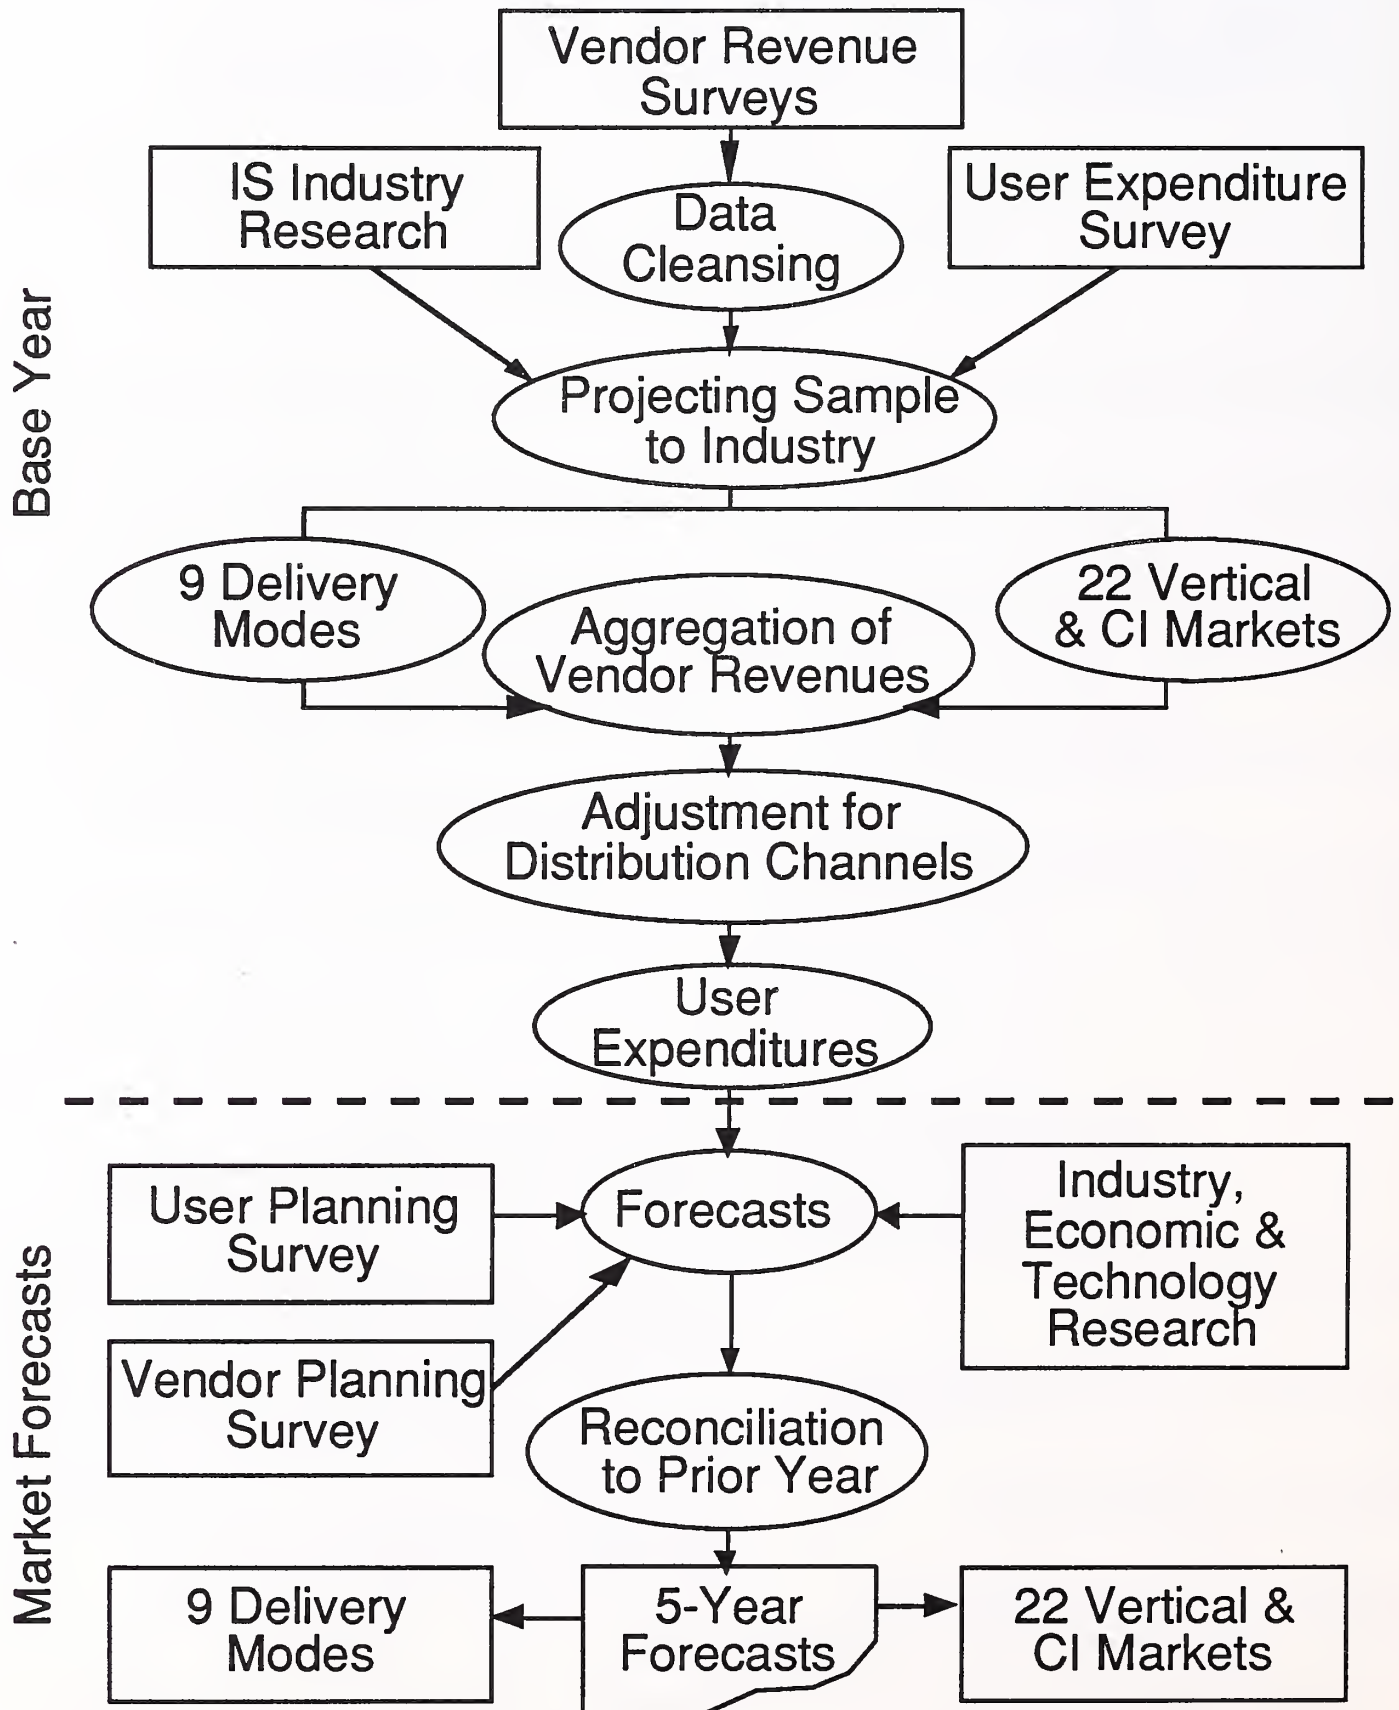 Vendor Revenue
Surveys
IS Industry
Research
Data
Cleansing
User Expenditure
Survey
Base Year
Projecting Sample
to Industry
9 Delivery
Modes
Aggregation of
Vendor Revenues
22 Vertical
& CI Markets
Adjustment for
Distribution Channels
User
Expenditures
Market Forecasts
User Planning
Survey
Forecasts
Industry,
Economic &
Technology
Research
Vendor Planning
Survey
Reconciliation
to Prior Year
9 Delivery
Modes
5-Year
Forecasts
22 Vertical &
CI Markets